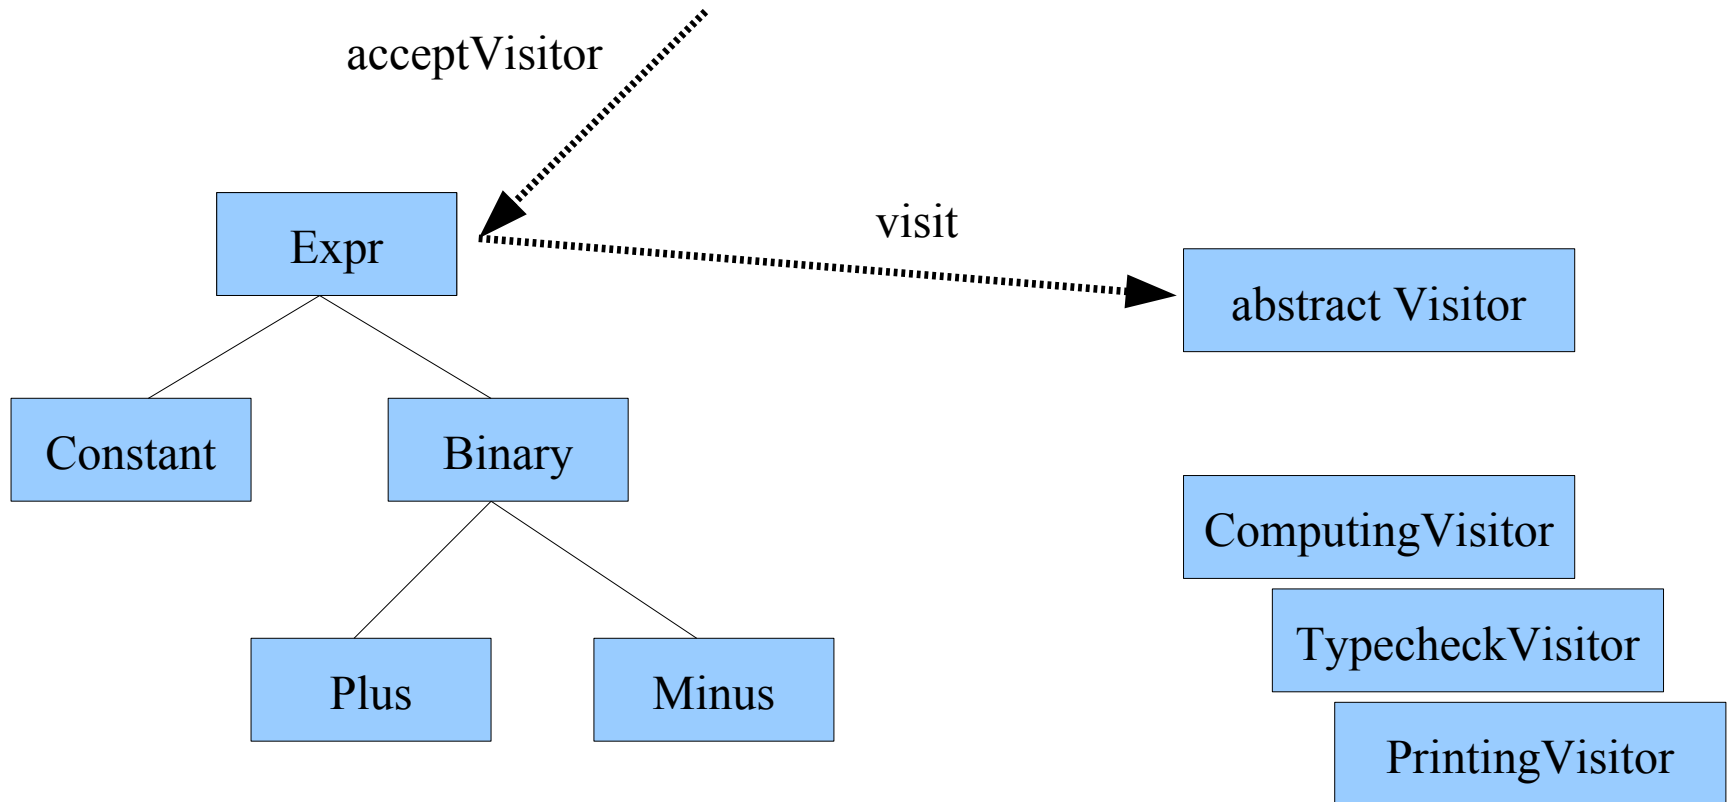 acceptVisitor
visit
Expr
abstract Visitor
Constant
Binary
ComputingVisitor
TypecheckVisitor
Plus
Minus
PrintingVisitor